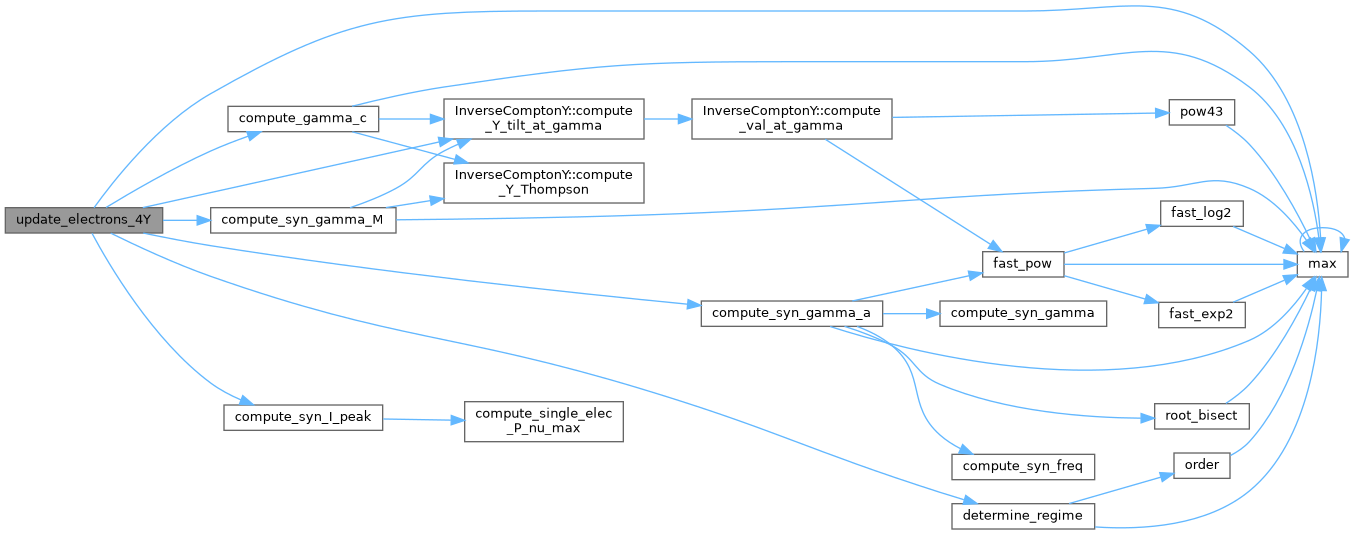 update_electrons_4Y
compute_gamma_c
compute_syn_gamma_M
InverseComptonY::compute
_Y_tilt_at_gamma
InverseComptonY::compute
_Y_Thompson
InverseComptonY::compute
_val_at_gamma
pow43
fast_log2
fast_pow
max
fast_exp2
compute_syn_gamma_a
compute_syn_gamma
compute_syn_I_peak
compute_single_elec
_P_nu_max
root_bisect
compute_syn_freq
order
determine_regime